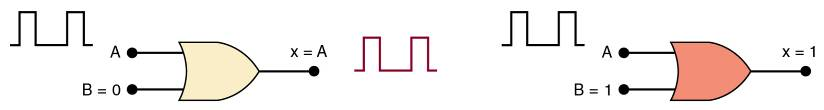 A
B = 0
x = A
A
B = 1
x = 1